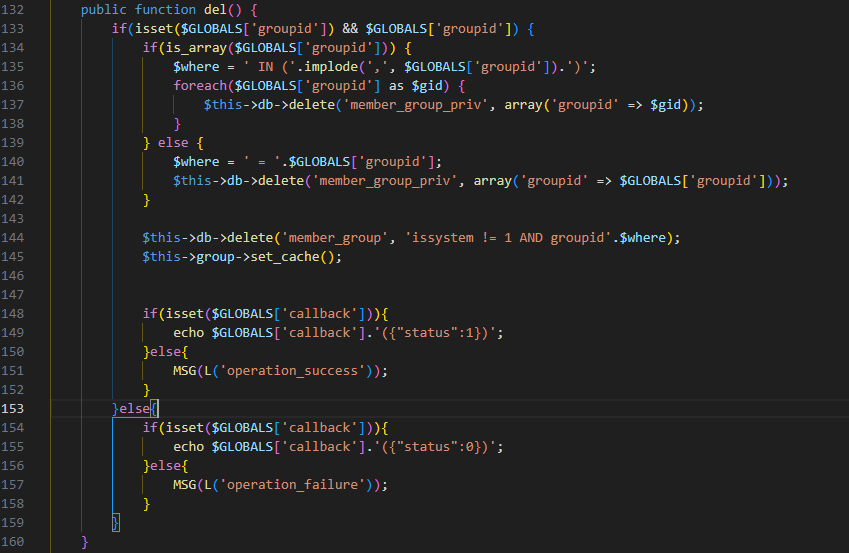 132 public function del() {
133 if(isset($GLOBALS['groupid']) && $GLOBALS['groupid']) {
134 if(is_array($GLOBALS['groupid'])) {
135 $where = ' IN ('.implode(',', $GLOBALS['groupid']).')';
136 foreach($GLOBALS['groupid'] as $gid) {
137 $this->db->delete('member_group_priv', array('groupid' => $gid));
138 }
139 } else {
140 $where = ' = '.$GLOBALS['groupid'];
141 $this->db->delete('member_group_priv', array('groupid' => $GLOBALS['groupid']));
142 }
143
144 $this->db->delete('member_group', 'issystem != 1 AND groupid'.$where);
145 $this->group->set_cache();
146
147
148 if(isset($GLOBALS['callback'])){
149 echo $GLOBALS['callback'].'({"status":1})';
150 }else{
151 MSG(L('operation_success'));
152 }
153 }else{
154 if(isset($GLOBALS['callback'])){
155 echo $GLOBALS['callback'].'({"status":0})';
156 }else{
157 MSG(L('operation_failure'));
158 }
159 }
160 }